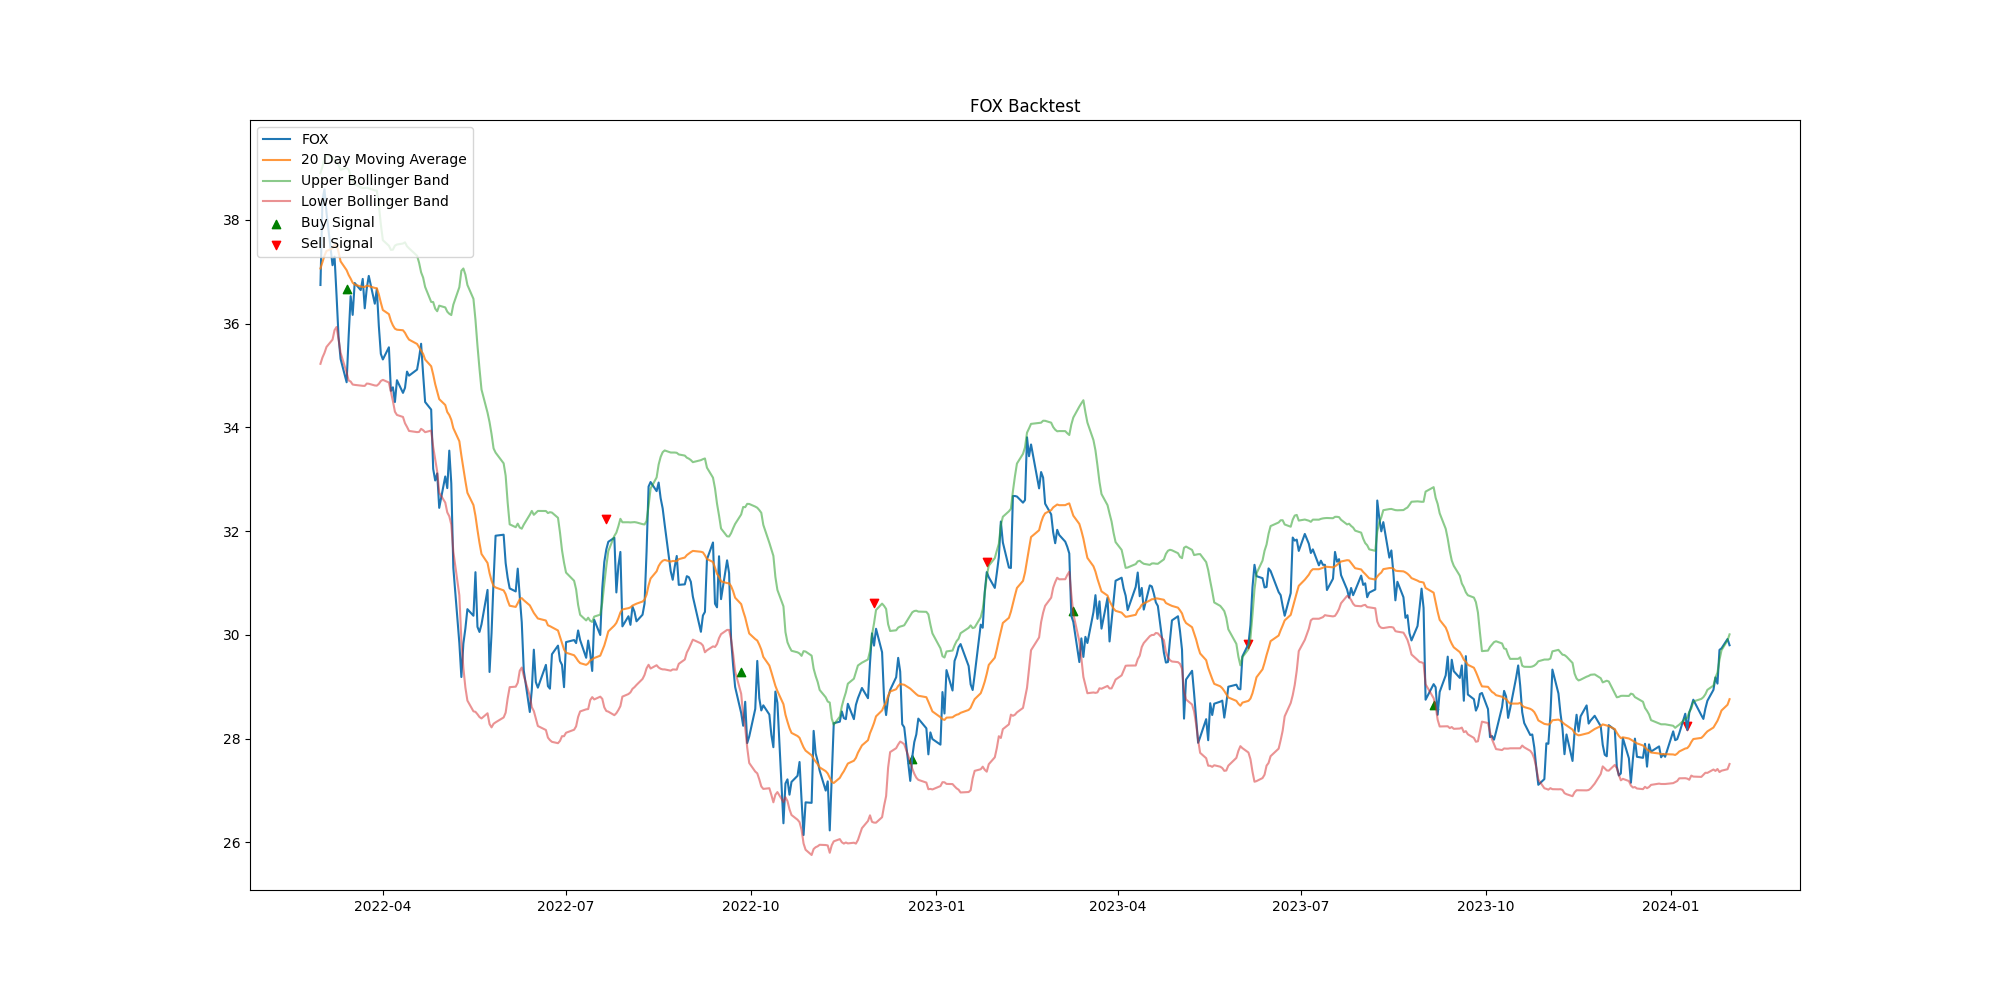 FOX Backtest
FOX
20 Day Moving Average
Upper Bollinger Band
Lower Bollinger Band
Buy Signal
Sell Signal
38
36
34
32
30
28
26
2022-04 2022-07 2022-10 2023-01 2023-04 2023-07 2023-10 2024-01